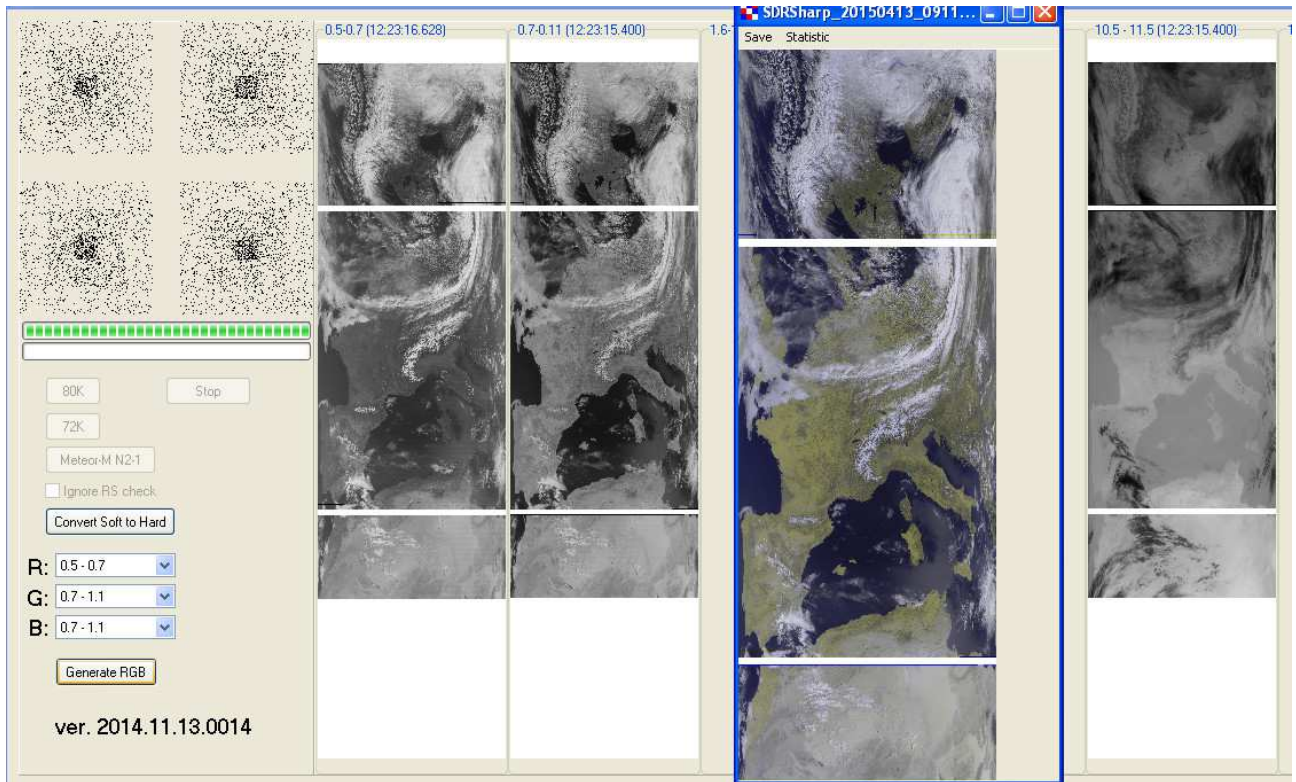 0.5-0.7 (12:23:16.628)
0.7-0.11 (12:23:15.400)
1.6-
SDRSharp_20150413_0911...
Save Statistic
10.5 - 11.5 (12:23:15.400)
1
80K
Stop
72K
Meteor-M N2-1
Ignore RS check
Convert Soft to Hard
R: 0.5 - 0.7
G: 0.7 - 1.1
B: 0.7 - 1.1
Generate RGB
ver. 2014.11.13.0014